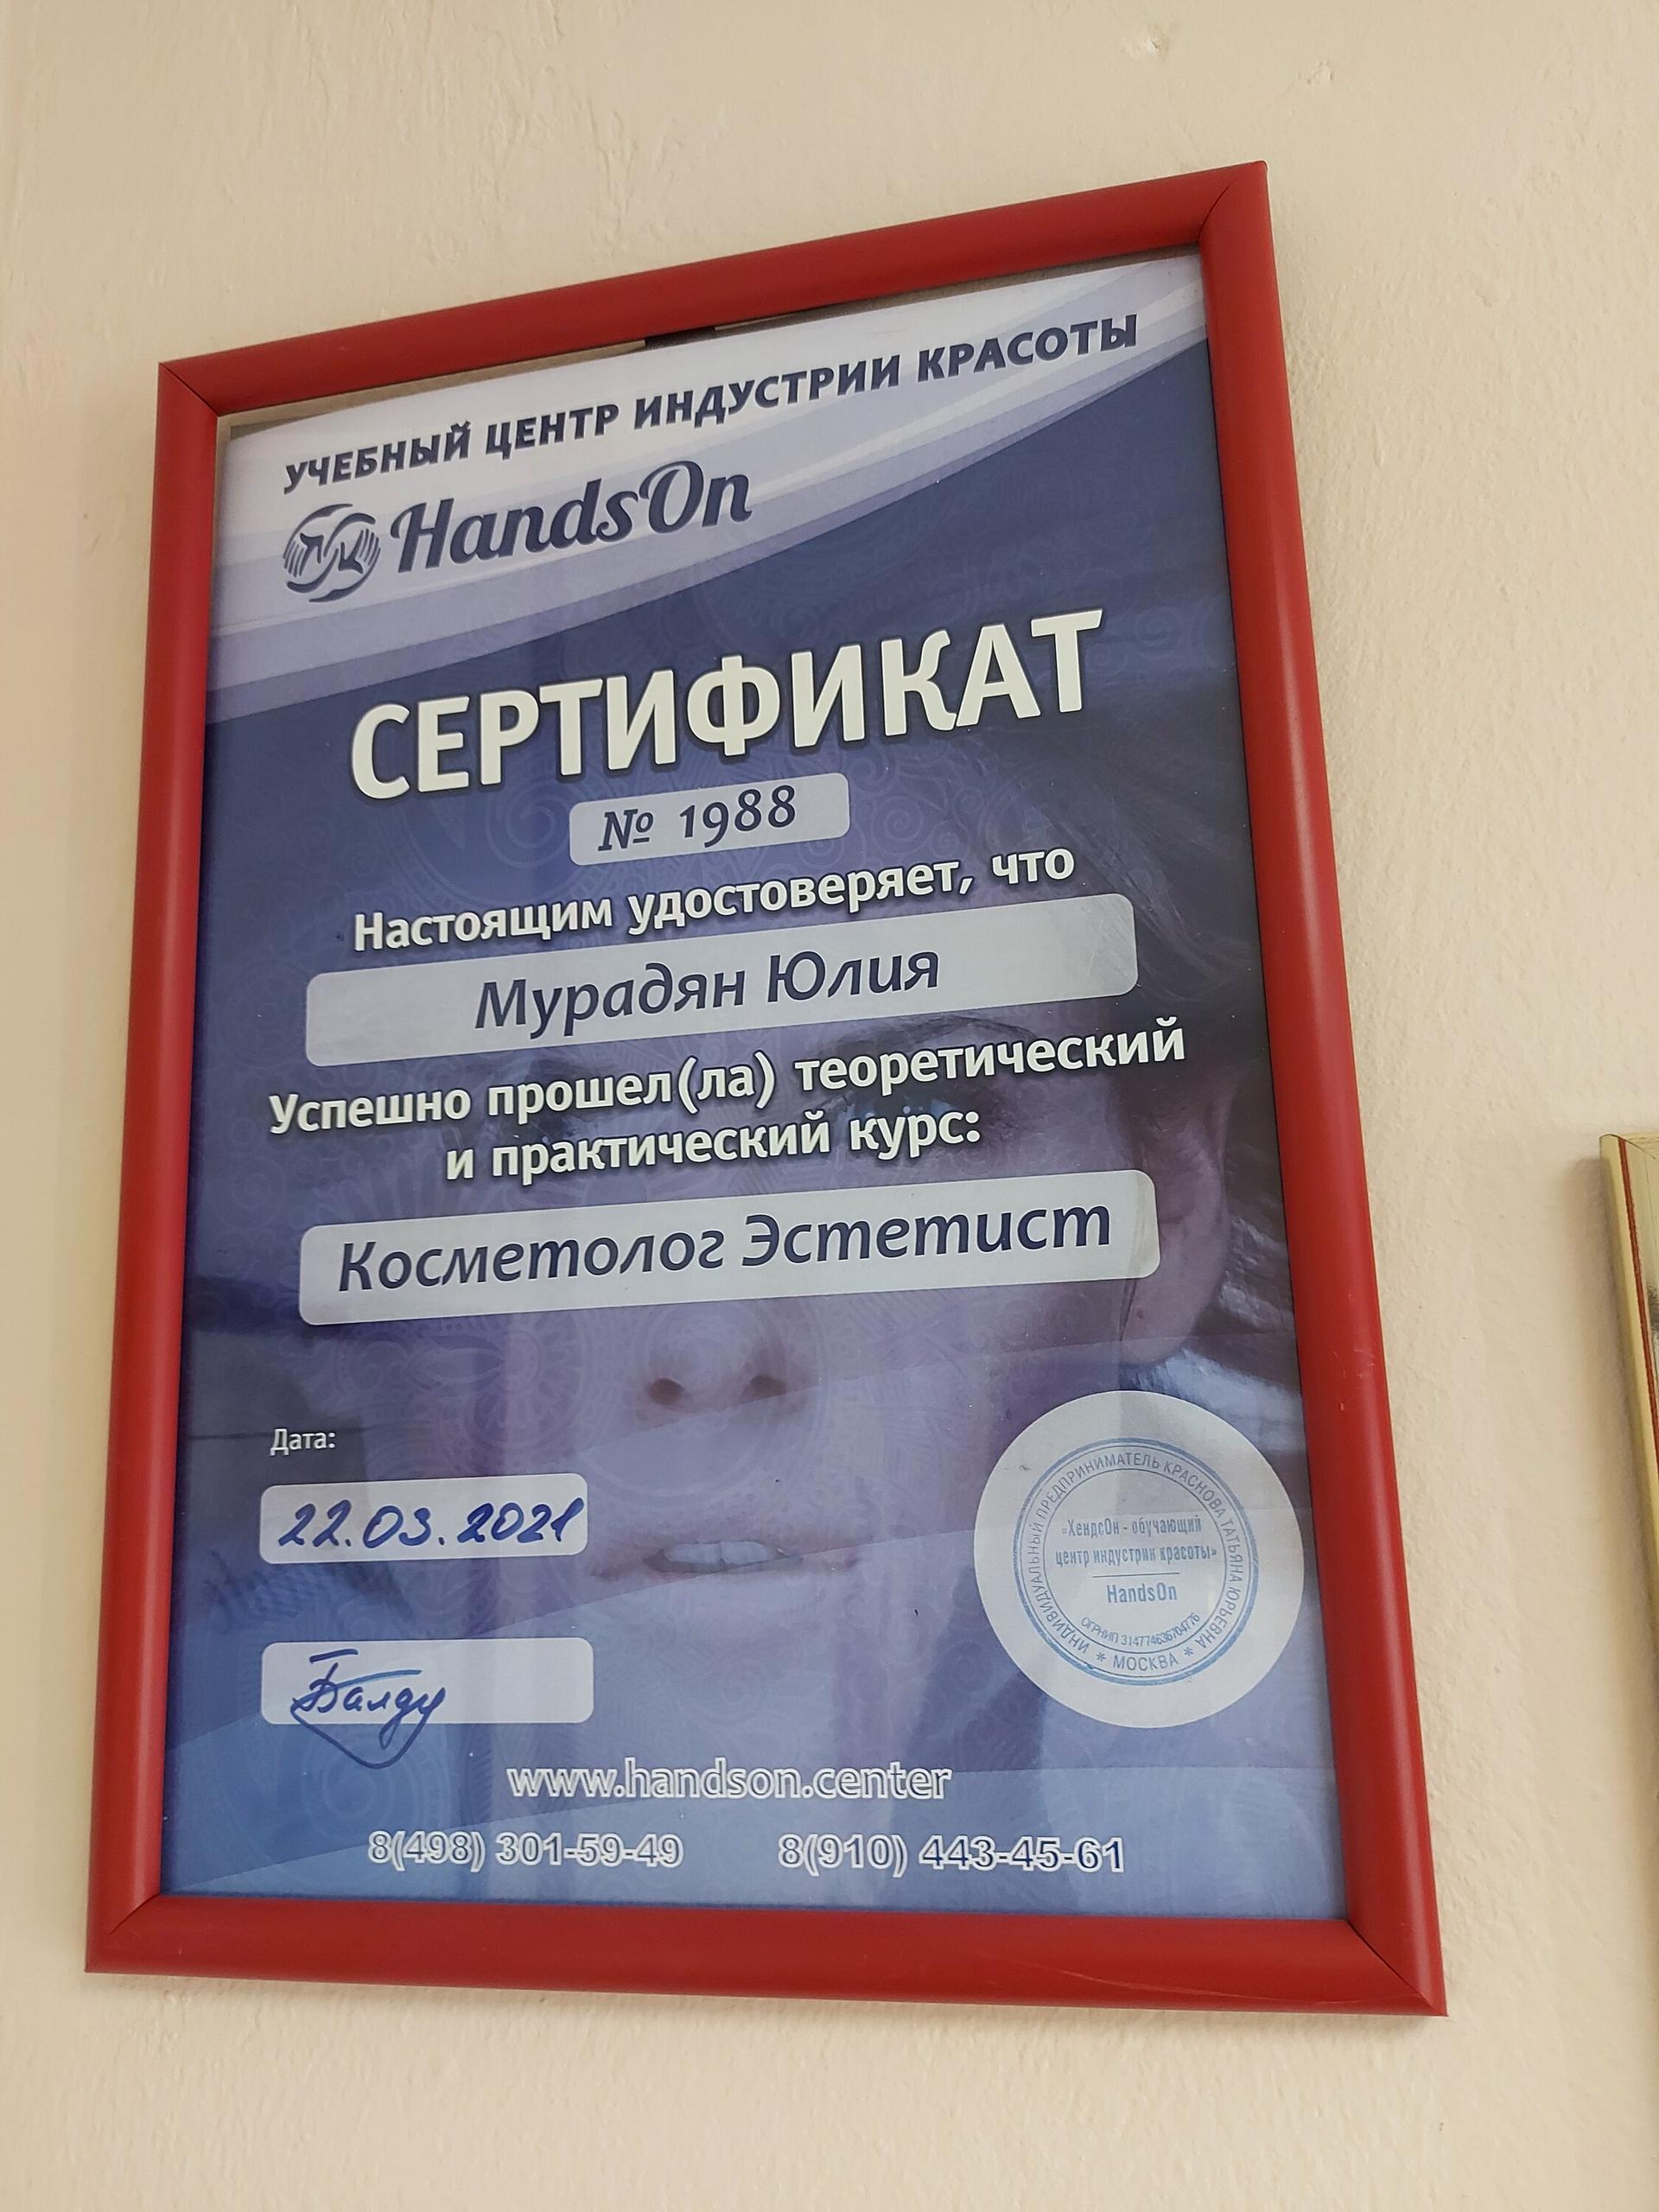 УЧЕБНЫЙ ЦЕНТР ИНДУСТРИИ КРАСОТЫ
HandsOn
СЕРТИФИКАТ
№ 1988
Настоящим удостоверяет, что
Мурадян Юлия
Успешно прошел(ла) теоретический
и практический курс:
Косметолог Эстетист
Дата:
22.03.2021
ИНДИВИДУАЛЬНЫЙ ПРЕДПРИНИМАТЕЛЬ КРАСНОВА ТАТЬЯНА ЮРЬЕВНА
«ХендсОн - обучающий
центр индустрии красоты»
HandsOn
ОГРНИП
* МОСКВА *
www.handson.center
8(498) 301-59-49 8(910) 443-45-61